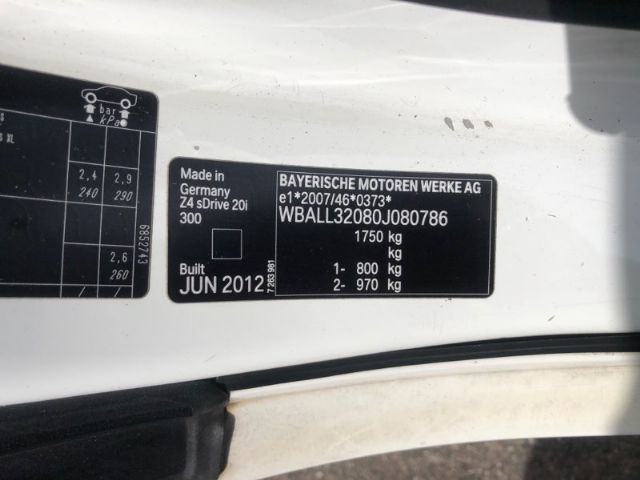 bar
kPa
S XL
2,4 2,9
240 290
2,6
260
6852743
Made in
Germany
Z4 sDrive 20i
300
Built
JUN 2012
7 263 981
BAYERISCHE MOTOREN WERKE AG
e1*2007/46*0373*
WBALL32080J080786
1750 kg
kg
1- 800 kg
2- 970 kg